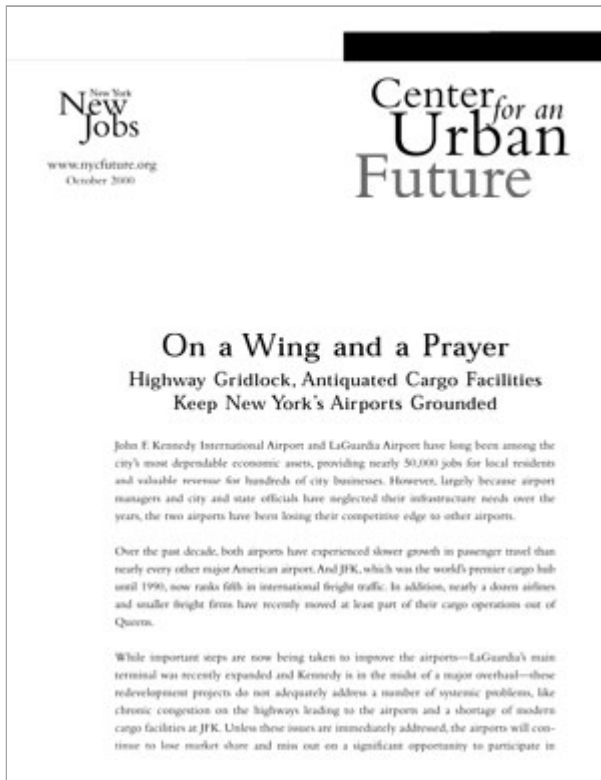 New York
New
Jobs
www.nycfuture.org
October 2000
Center for an
Urban
Future
On a Wing and a Prayer
Highway Gridlock, Antiquated Cargo Facilities
Keep New York's Airports Grounded
John F. Kennedy International Airport and LaGuardia Airport have long been among the
city's most dependable economic assets, providing nearly 50,000 jobs for local residents
and valuable revenue for hundreds of city businesses. However, largely because airport
managers and city and state officials have neglected their infrastructure needs over the
years, the two airports have been losing their competitive edge to other airports.
Over the past decade, both airports have experienced slower growth in passenger travel than
nearly every other major American airport. And JFK, which was the world's premier cargo hub
until 1990, now ranks fifth in international freight traffic. In addition, nearly a dozen airlines
and smaller freight firms have recently moved at least part of their cargo operations out of
Queens.
While important steps are now being taken to improve the airports—LaGuardia's main
terminal was recently expanded and Kennedy is in the midst of a major overhaul—these
redevelopment projects do not adequately address a number of systemic problems, like
chronic congestion on the highways leading to the airports and a shortage of modern
cargo facilities at JFK. Unless these issues are immediately addressed, the airports will con-
tinue to lose market share and miss out on a significant opportunity to participate in